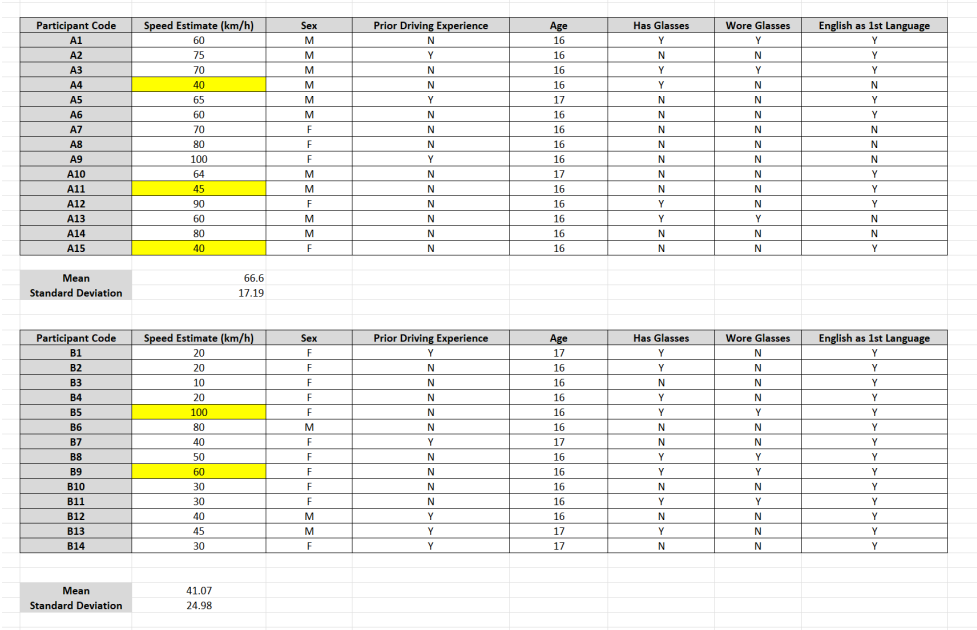 Participant Code Speed Estimate (km/h) Sex Prior Driving Experience Age Has Glasses Wore Glasses English as 1st Language
A1 60 M N 16 Y Y Y
A2 75 M Y 16 N N Y
A3 70 M N 16 Y Y Y
A4 40 M N 16 Y N N
A5 65 M Y 17 N N Y
A6 60 M N 16 N N Y
A7 70 F N 16 N N N
A8 80 F N 16 N N N
A9 100 F Y 16 N N N
A10 64 M N 17 N N Y
A11 45 M N 16 N N Y
A12 90 F N 16 Y N Y
A13 60 M N 16 Y Y N
A14 80 M N 16 N N N
A15 40 F N 16 N N Y
Mean 66.6
Standard Deviation 17.19
Participant Code Speed Estimate (km/h) Sex Prior Driving Experience Age Has Glasses Wore Glasses English as 1st Language
B1 20 F Y 17 Y N Y
B2 20 F N 16 Y N Y
B3 10 F N 16 N N Y
B4 20 F N 16 Y N Y
B5 100 F N 16 Y Y Y
B6 80 M N 16 N N Y
B7 40 F Y 17 N N Y
B8 50 F N 16 Y Y Y
B9 60 F N 16 Y Y Y
B10 30 F N 16 N N Y
B11 30 F N 16 Y Y Y
B12 40 M Y 16 N N Y
B13 45 M Y 17 Y N Y
B14 30 F Y 17 N N Y
Mean 41.07
Standard Deviation 24.98